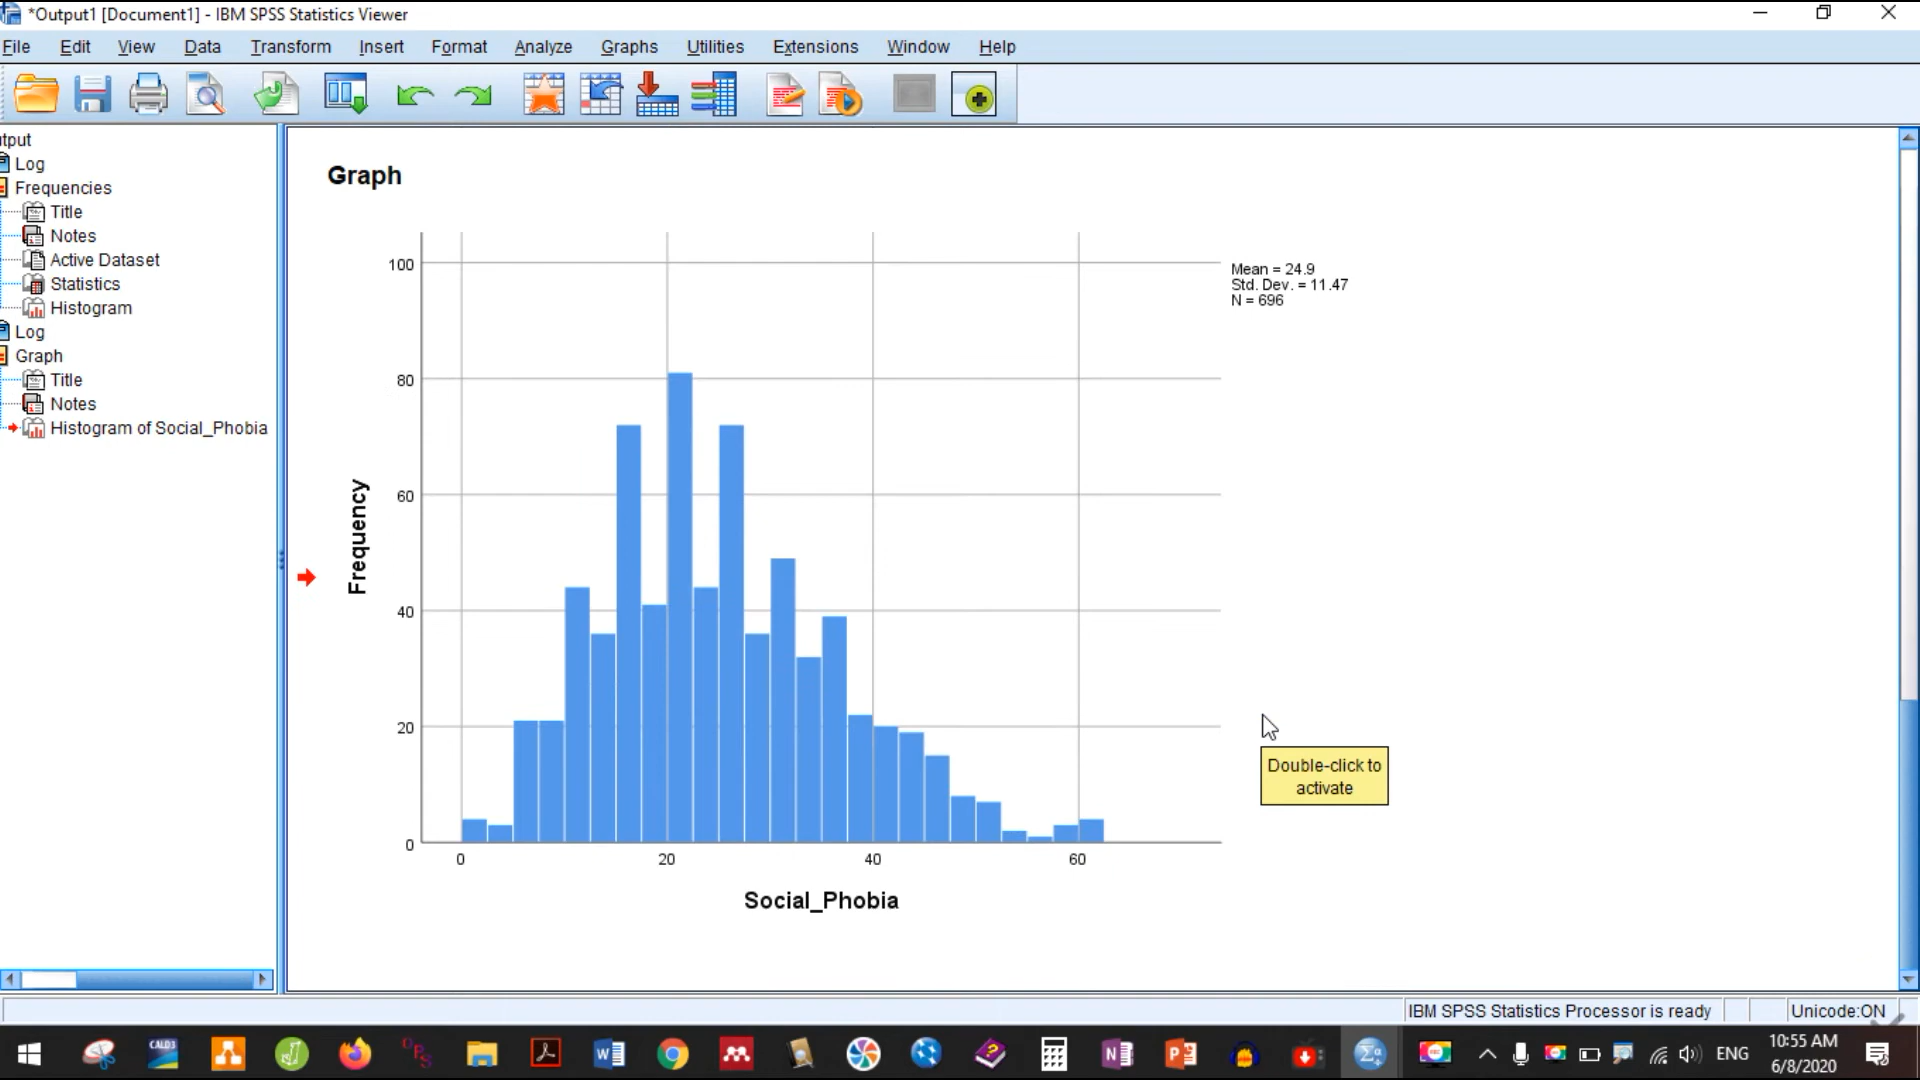 *Output1 [Document1] - IBM SPSS Statistics Viewer
File Edit View Data Transform Insert Format Analyze Graphs Utilities Extensions Window Help
tput
Log
Frequencies
Title
Notes
Active Dataset
Statistics
Histogram
Log
Graph
Title
Notes
Histogram of Social_Phobia
Graph
Mean = 24.9
Std. Dev. = 11.47
N = 696
100
80
60
40
20
0
Frequency
0 20 40 60
Social_Phobia
Double-click to
activate
IBM SPSS Statistics Processor is ready Unicode:ON
CALD3
ENG
10:55 AM
6/8/2020